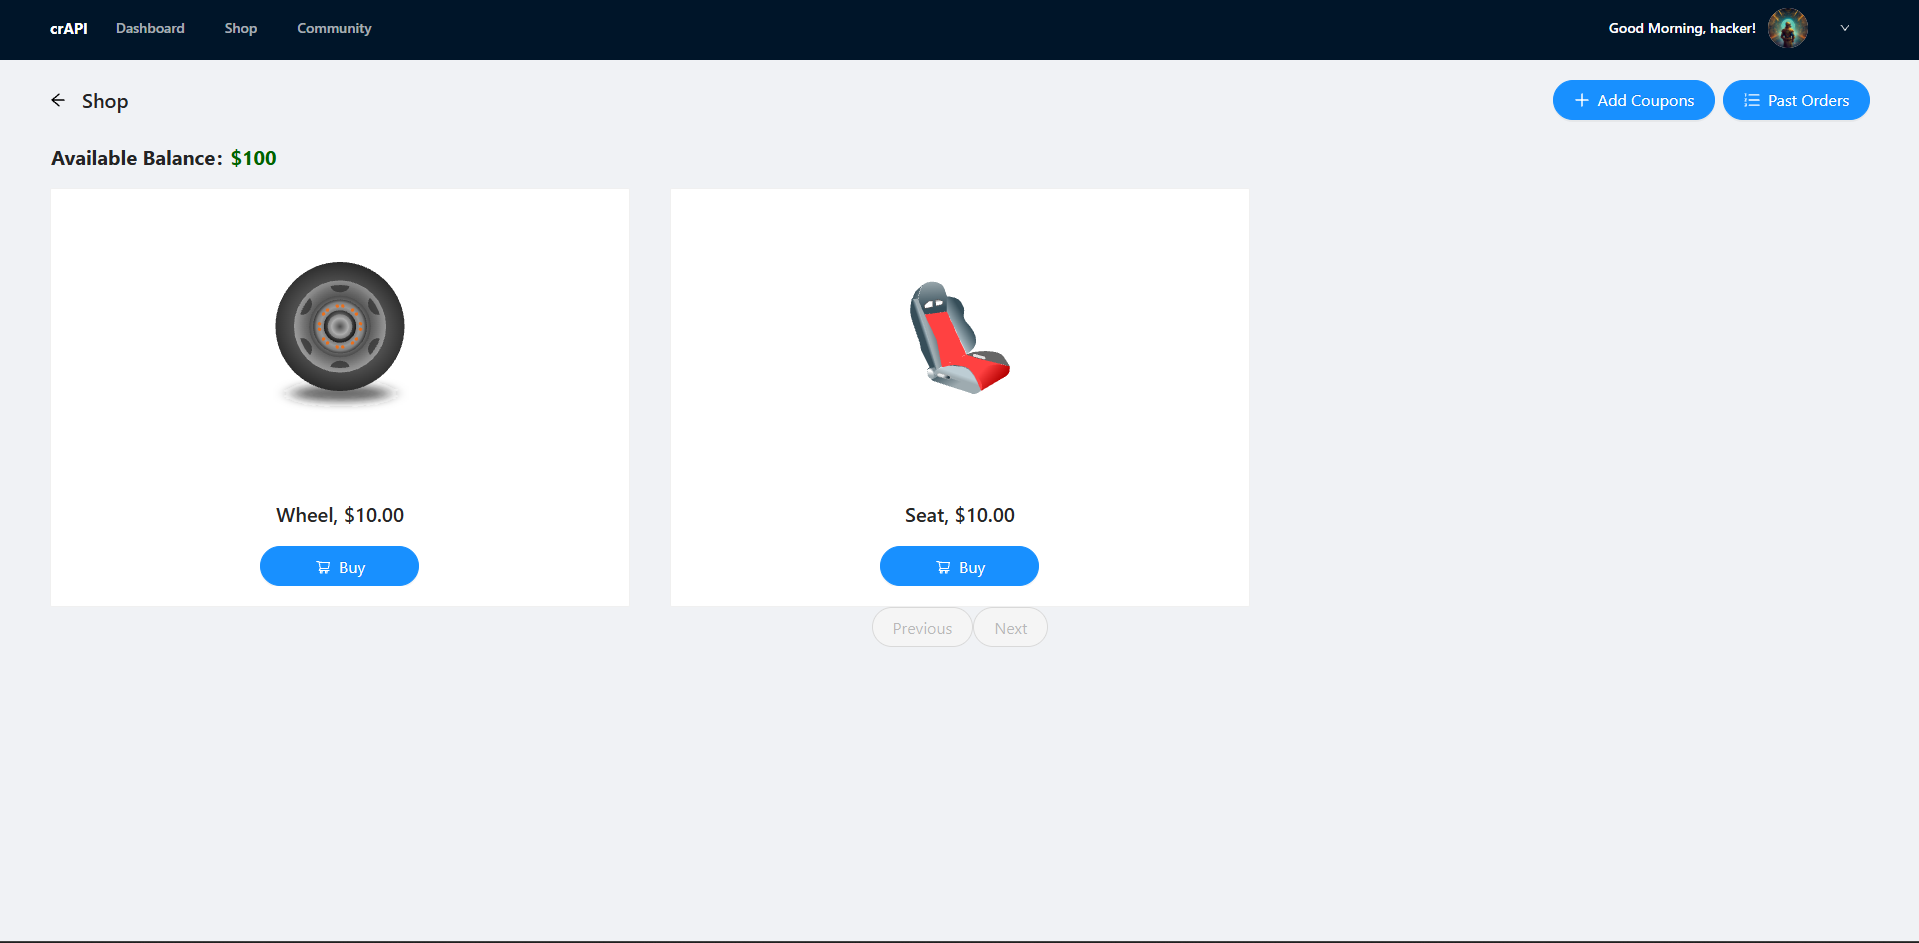 crAPI Dashboard Shop Community Good Morning, hacker!
Shop Add Coupons Past Orders
Available Balance: $100
Wheel, $10.00 Seat, $10.00
Buy Buy
Previous Next